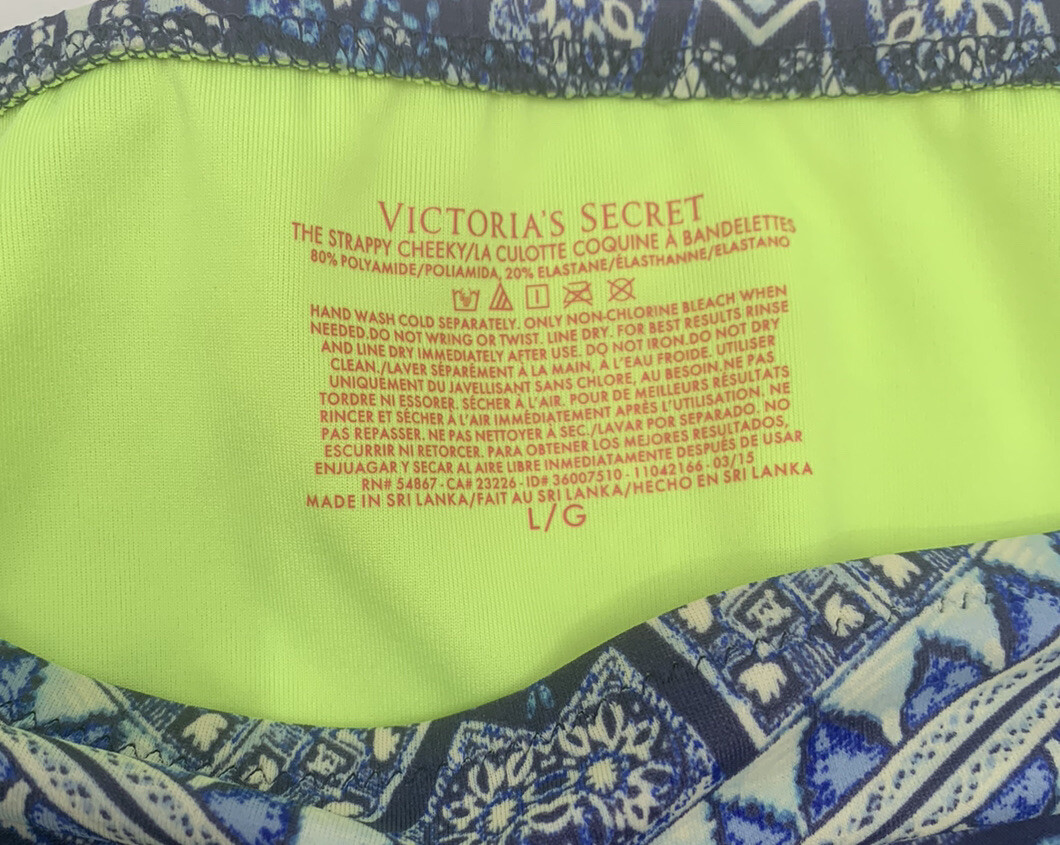 VICTORIA'S SECRET
THE STRAPPY CHEEKY/LA CULOTTE COQUINE À BANDELETTES
80% POLYAMIDE/POLIAMIDA, 20% ELASTANE/ÉLASTHANNE/ELASTANO
HAND WASH COLD SEPARATELY. ONLY NON-CHLORINE BLEACH WHEN
NEEDED.DO NOT WRING OR TWIST. LINE DRY. FOR BEST RESULTS RINSE
AND LINE DRY IMMEDIATELY AFTER USE. DO NOT IRON.DO NOT DRY
CLEAN./LAVER SÉPARÉMENT À LA MAIN, À L'EAU FROIDE. UTILISER
UNIQUEMENT DU JAVELLISANT SANS CHLORE, AU BESOIN.NE PAS
TORDRE NI ESSORER. SÉCHER À L'AIR. POUR DE MEILLEURS RÉSULTATS
RINCER ET SÉCHER À L'AIR IMMÉDIATEMENT APRÈS L'UTILISATION. NE
PAS REPASSER. NE PAS NETTOYER À SEC./LAVAR POR SEPARADO. NO
ESCURRIR NI RETORCER. PARA OBTENER LOS MEJORES RESULTADOS,
ENJUAGAR Y SECAR AL AIRE LIBRE INMEDIATAMENTE DESPUÉS DE USAR
RN# 54867 - CA# 23226 - ID# 36007510 - 11042166 - 03/15
MADE IN SRI LANKA/FAIT AU SRI LANKA/HECHO EN SRI LANKA
L/G